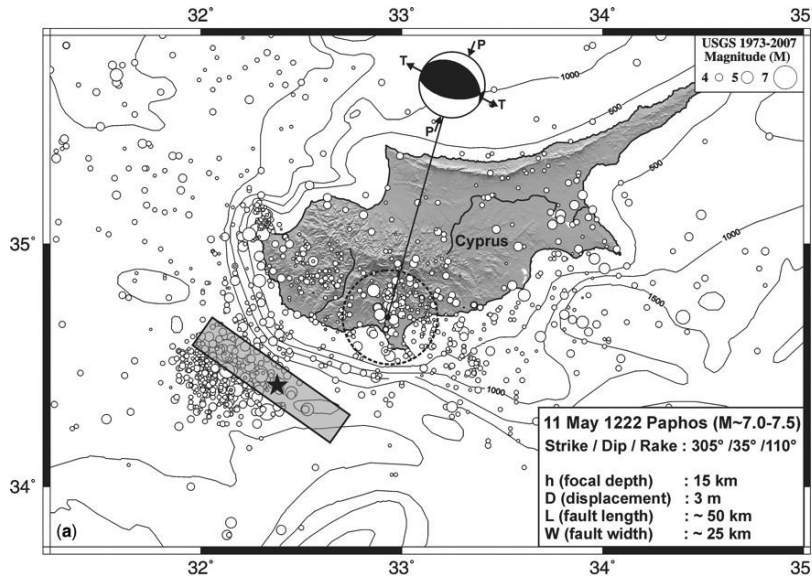 32° 33° 34° 35°
USGS 1973-2007
Magnitude (M)
4 5 7
P
T
T
P
1000
500
500
1000
1500
1000
35° 35°
Cyprus
34° 34°
11 May 1222 Paphos (M~7.0-7.5)
Strike / Dip / Rake : 305° /35° /110°
h (focal depth) : 15 km
D (displacement) : 3 m
L (fault length) : ~ 50 km
W (fault width) : ~ 25 km
(a)
32° 33° 34° 35